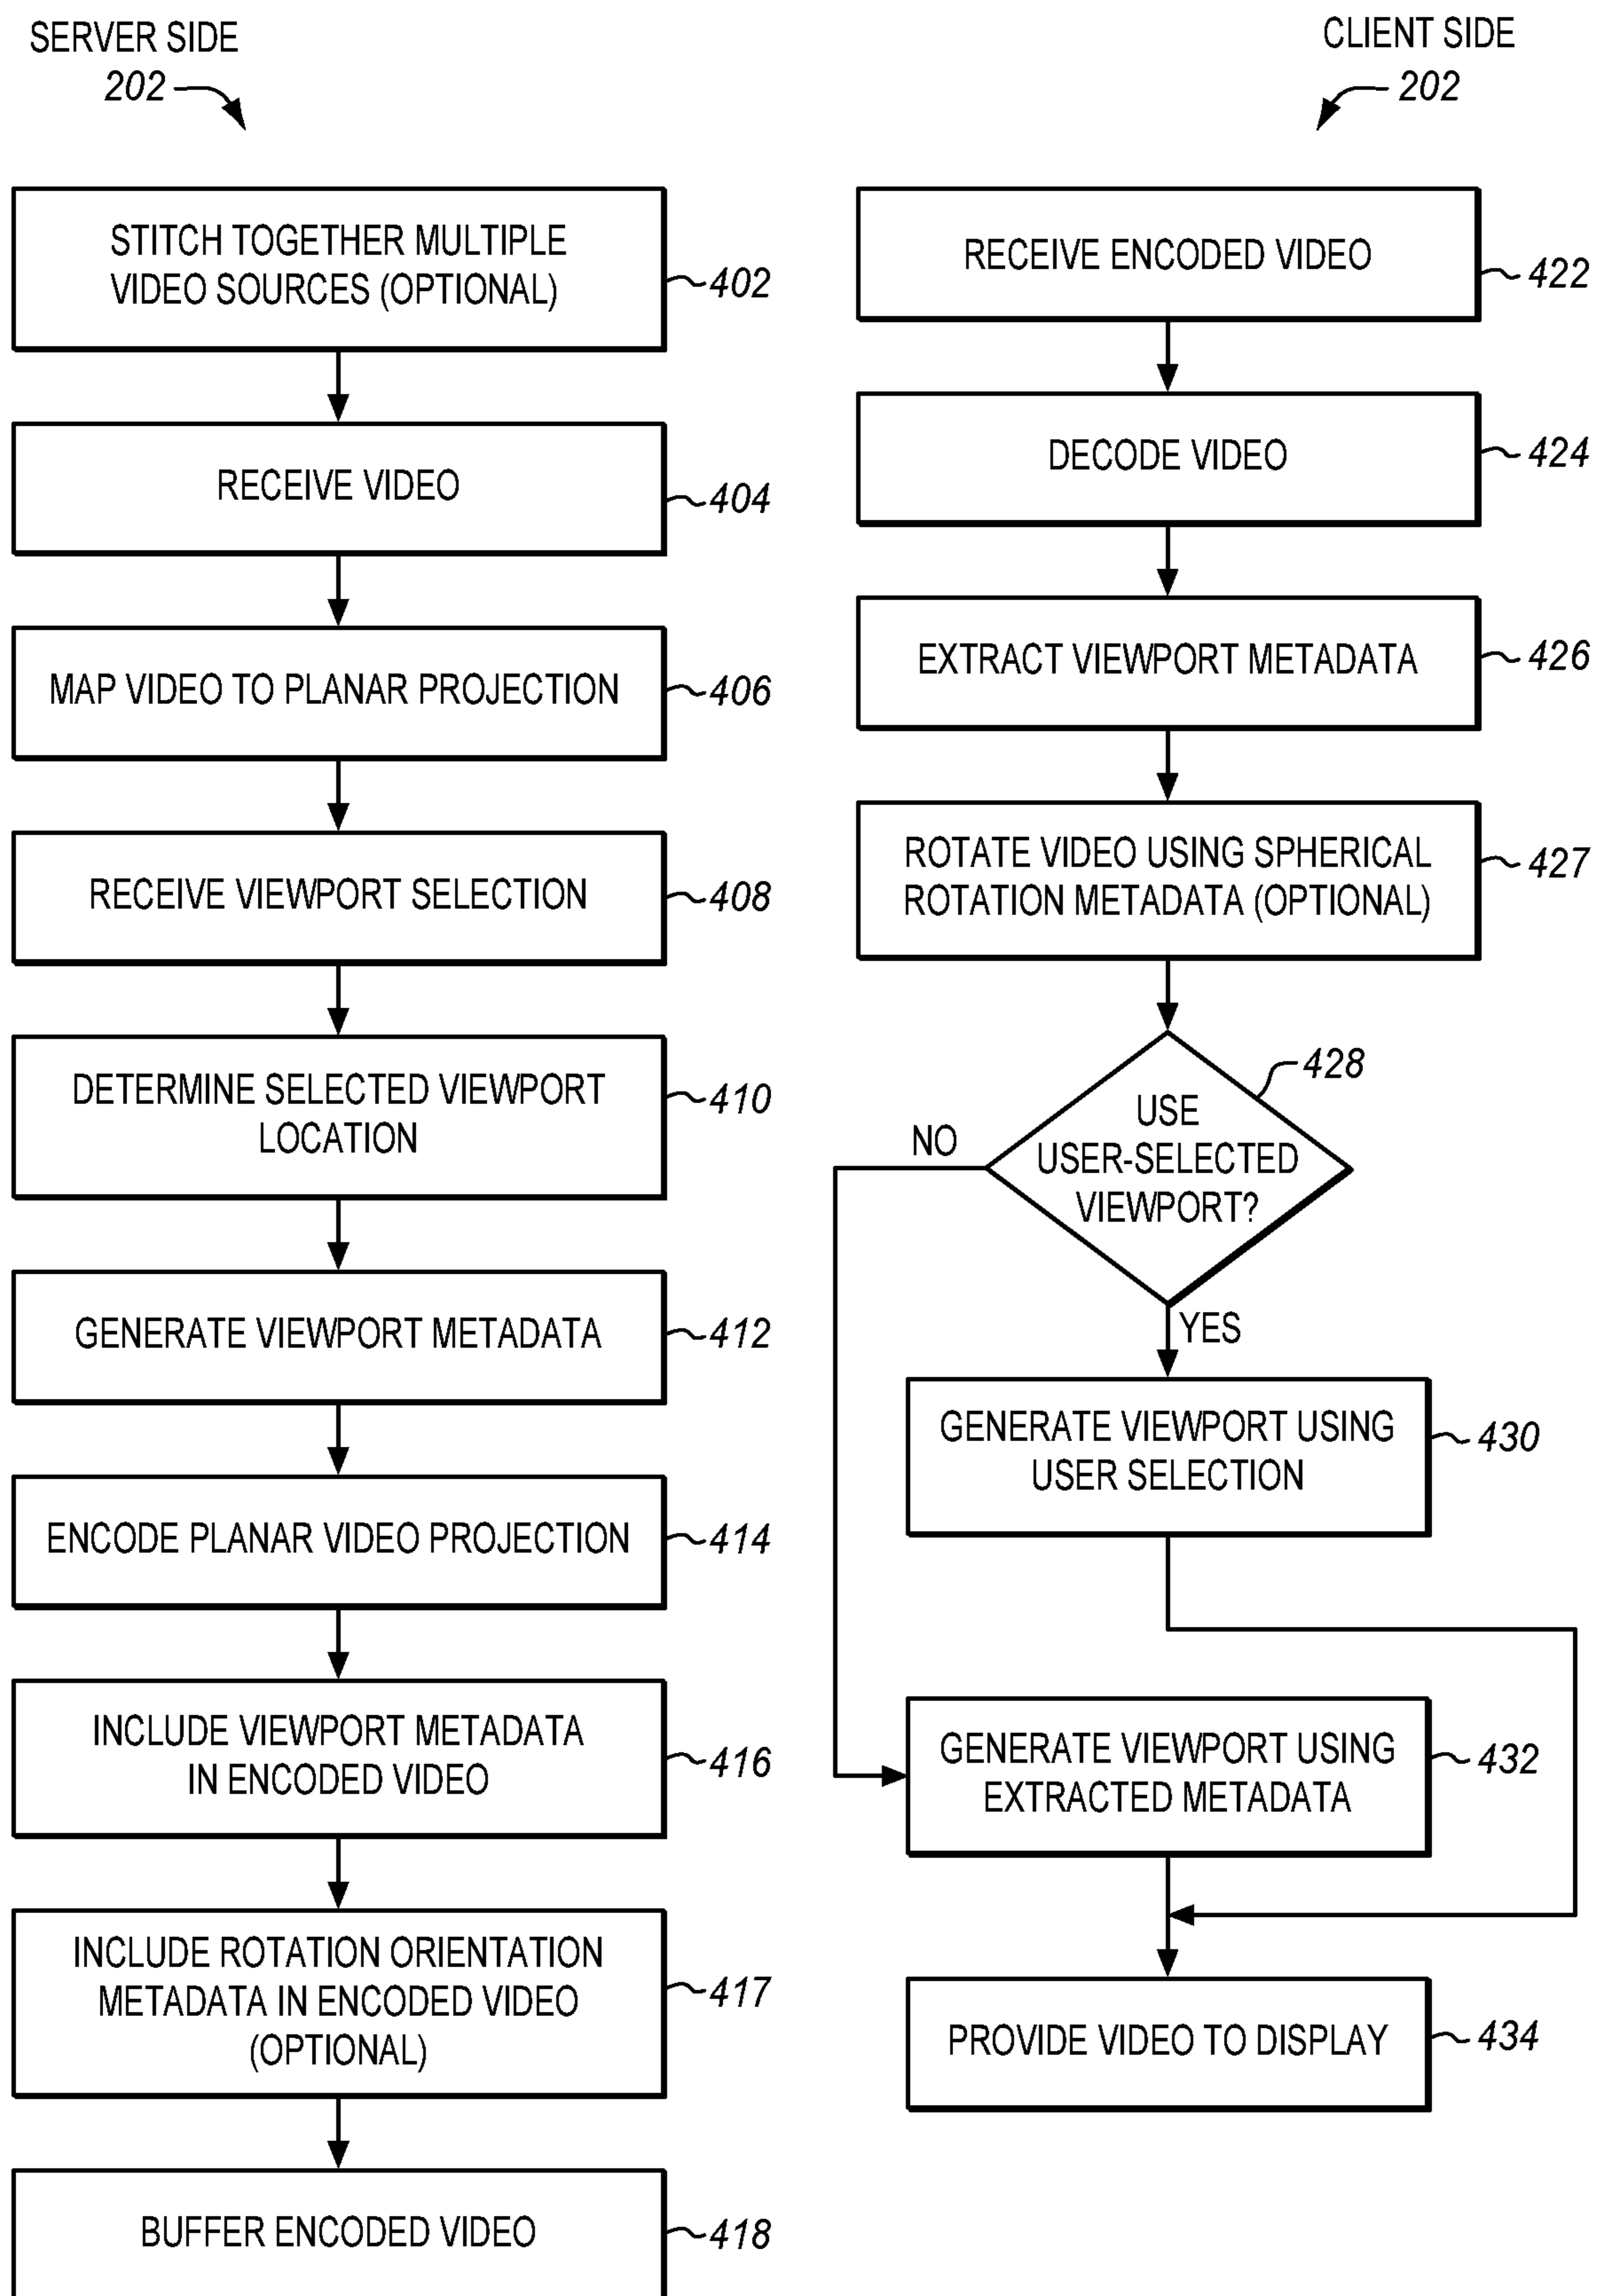 SERVER SIDE
202
STITCH TOGETHER MULTIPLE
VIDEO SOURCES (OPTIONAL)
402
RECEIVE VIDEO
404
MAP VIDEO TO PLANAR PROJECTION
406
RECEIVE VIEWPORT SELECTION
408
DETERMINE SELECTED VIEWPORT
LOCATION
410
GENERATE VIEWPORT METADATA
412
ENCODE PLANAR VIDEO PROJECTION
414
INCLUDE VIEWPORT METADATA
IN ENCODED VIDEO
416
INCLUDE ROTATION ORIENTATION
METADATA IN ENCODED VIDEO
(OPTIONAL)
417
BUFFER ENCODED VIDEO
418
CLIENT SIDE
202
RECEIVE ENCODED VIDEO
422
DECODE VIDEO
424
EXTRACT VIEWPORT METADATA
426
ROTATE VIDEO USING SPHERICAL
ROTATION METADATA (OPTIONAL)
427
428
USE
USER-SELECTED
VIEWPORT?
NO
YES
GENERATE VIEWPORT USING
USER SELECTION
430
GENERATE VIEWPORT USING
EXTRACTED METADATA
432
PROVIDE VIDEO TO DISPLAY
434